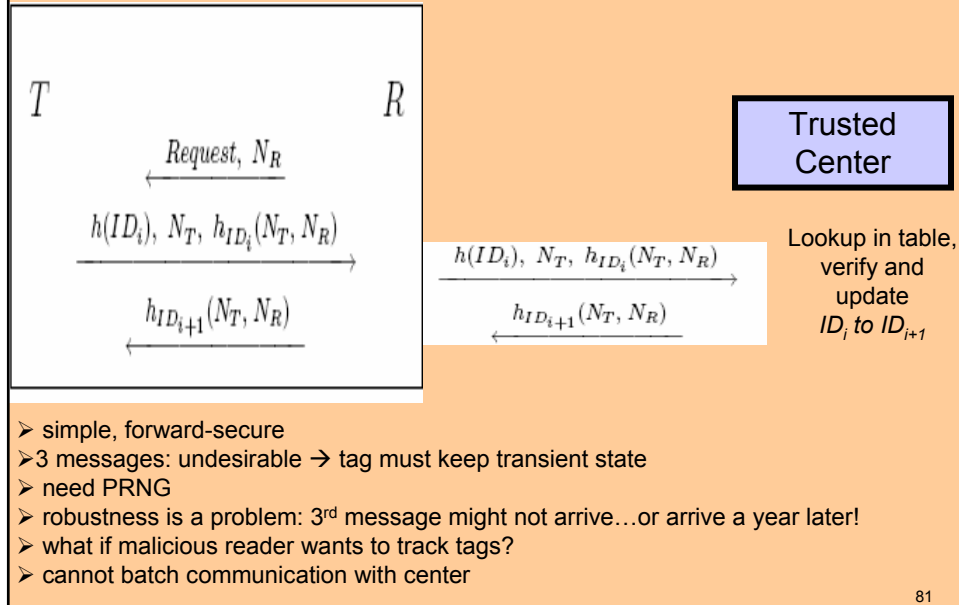 T R
Request, N_R
h(ID_i), N_T, h_{ID_i}(N_T, N_R)
h_{ID_{i+1}}(N_T, N_R)
h(ID_i), N_T, h_{ID_i}(N_T, N_R)
h_{ID_{i+1}}(N_T, N_R)
Trusted
Center
Lookup in table,
verify and
update
ID_i to ID_{i+1}
➢ simple, forward-secure
➢3 messages: undesirable → tag must keep transient state
➢ need PRNG
➢ robustness is a problem: 3rd message might not arrive…or arrive a year later!
➢ what if malicious reader wants to track tags?
➢ cannot batch communication with center
81